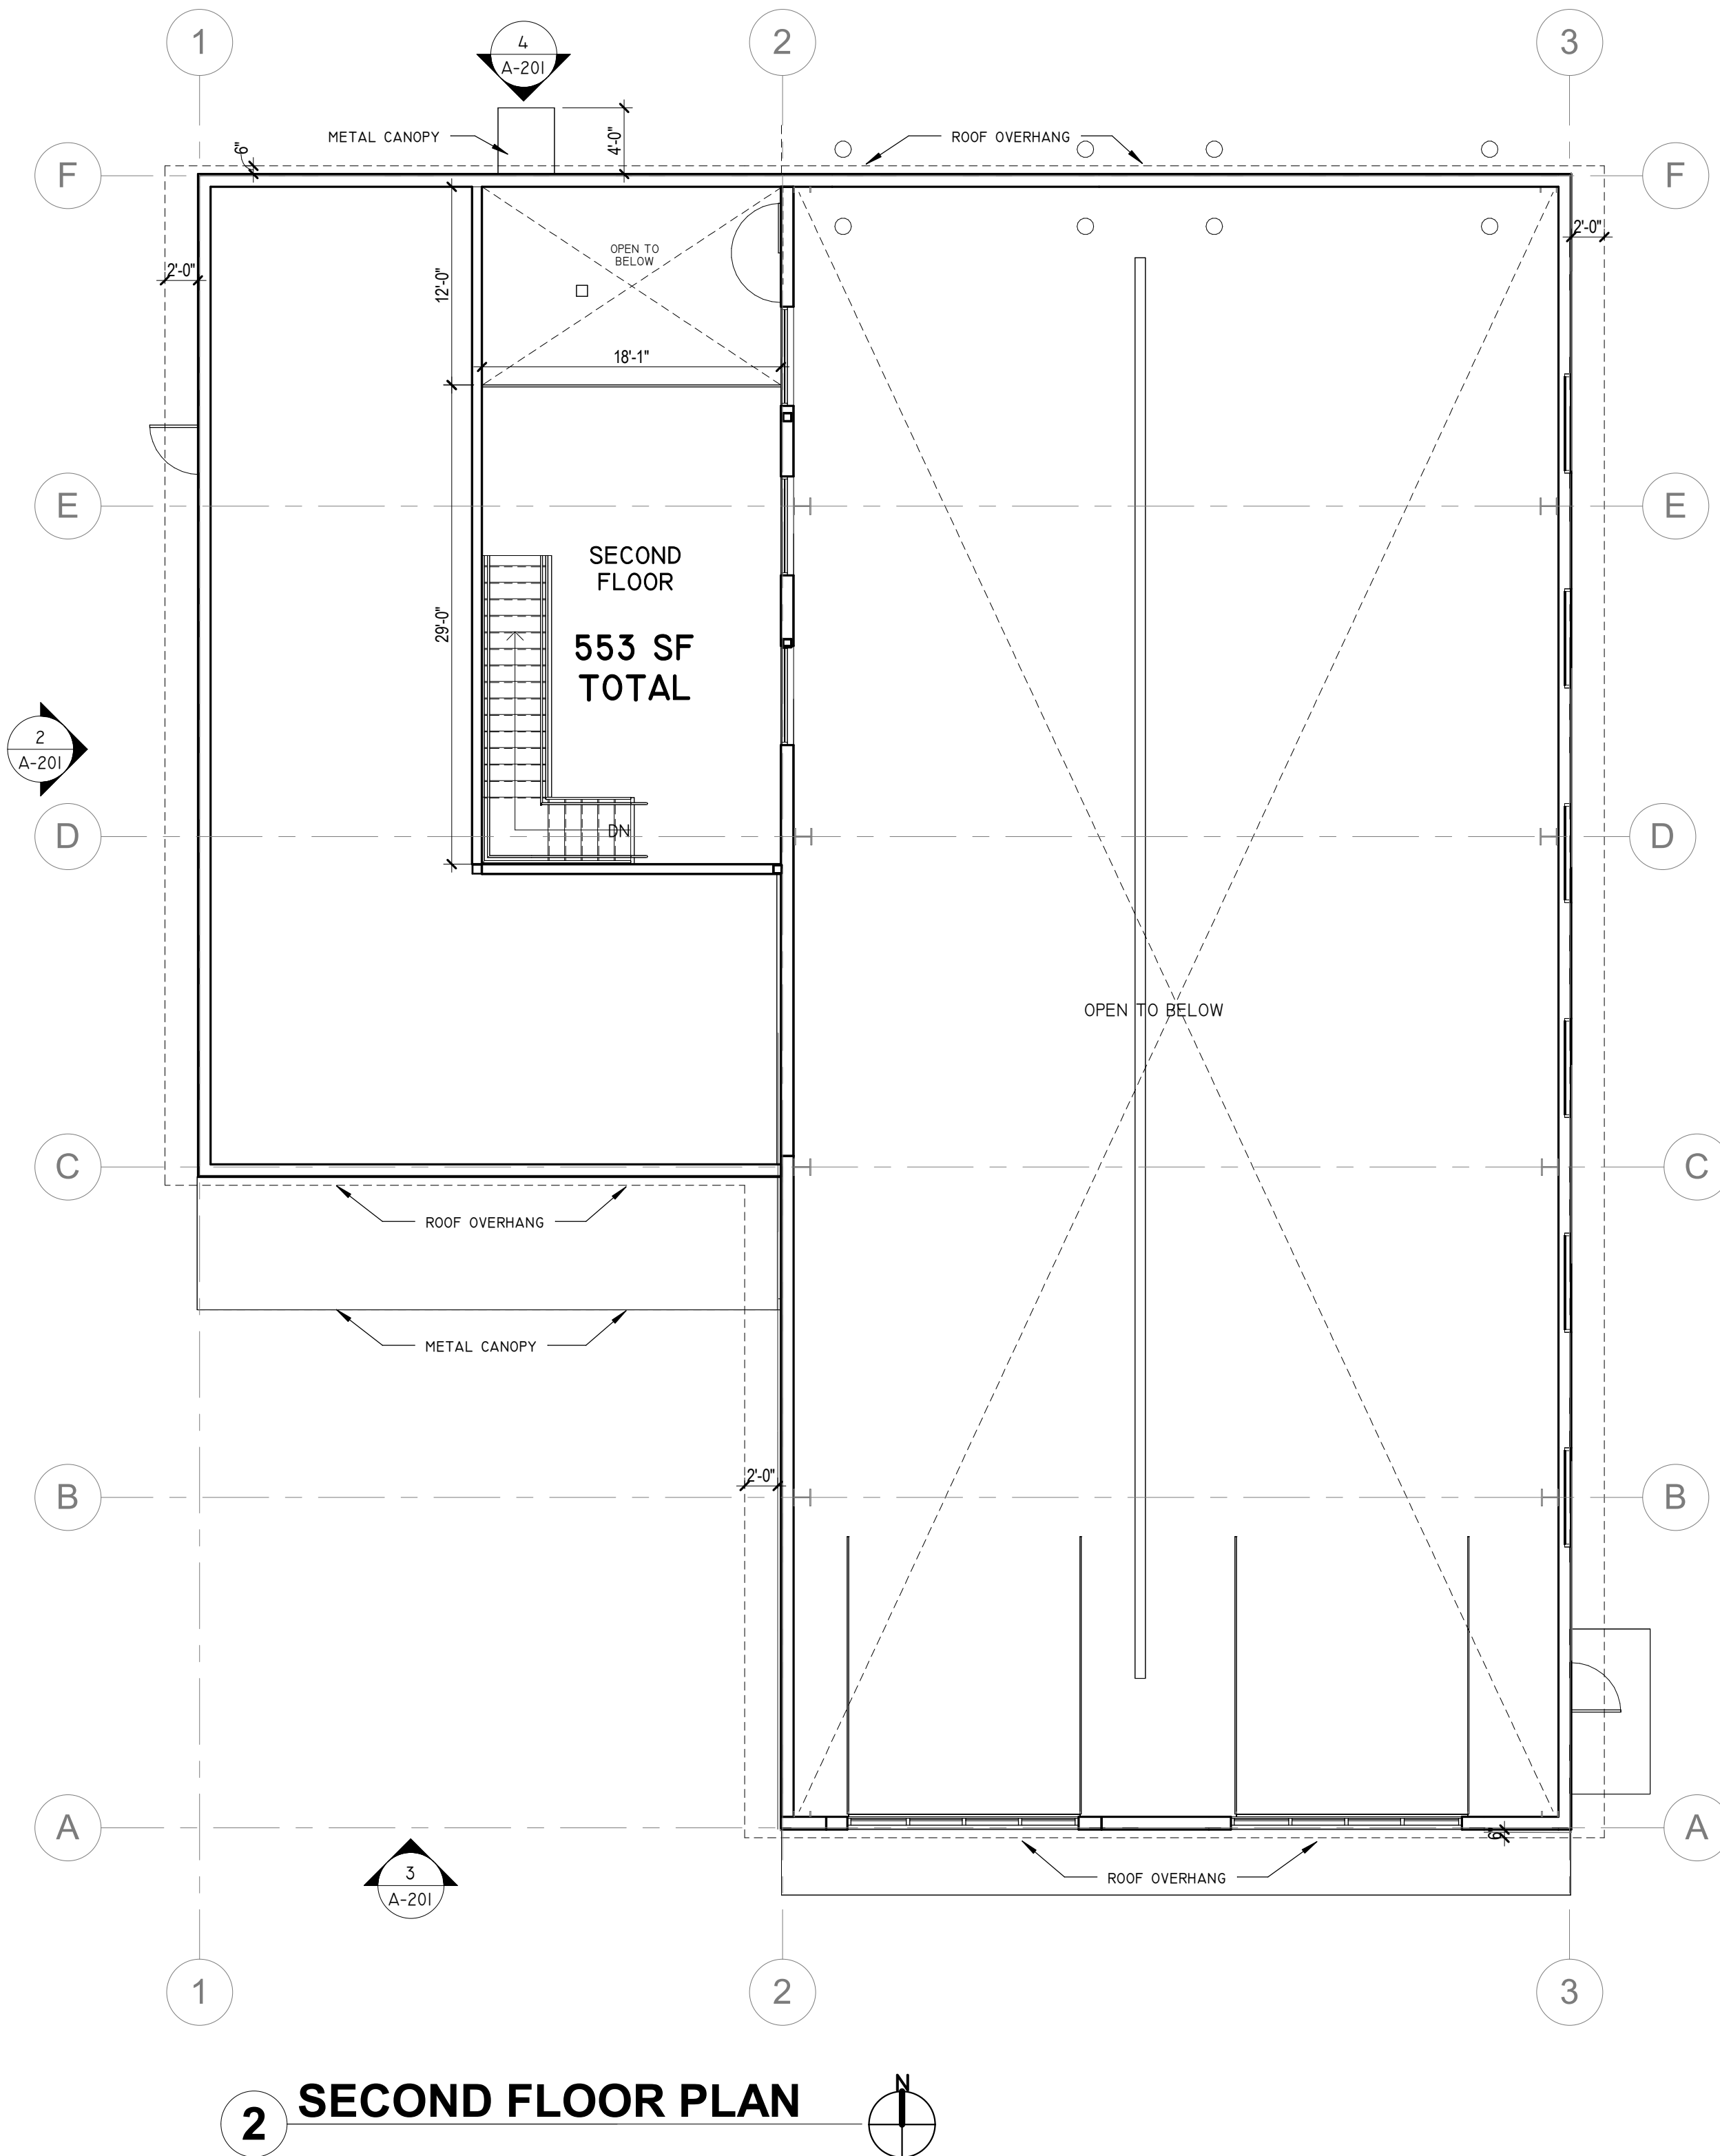 1
2
3
4
A-201
METAL CANOPY
4'-0"
ROOF OVERHANG
6"
F
F
2'-0"
2'-0"
OPEN TO
BELOW
12'-0"
18'-1"
E
E
SECOND
FLOOR
29'-0"
553 SF
TOTAL
2
A-201
DN
D
D
OPEN TO BELOW
C
C
ROOF OVERHANG
METAL CANOPY
2'-0"
B
B
A
A
6"
3
A-201
ROOF OVERHANG
1
2
3
N
2
SECOND FLOOR PLAN